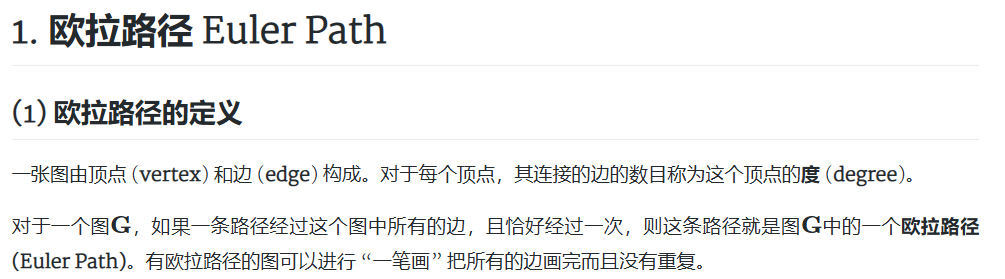 1. 欧拉路径 Euler Path
(1) 欧拉路径的定义
一张图由顶点（vertex）和边（edge）构成。对于每个顶点，其连接的边的数目称为这个顶点的度（degree）。
对于一个图G，如果一条路径经过这个图中所有的边，且恰好经过一次，则这条路径就是图G中的一个欧拉路径
(Euler Path)。有欧拉路径的图可以进行“一笔画”把所有的边画完而且没有重复。